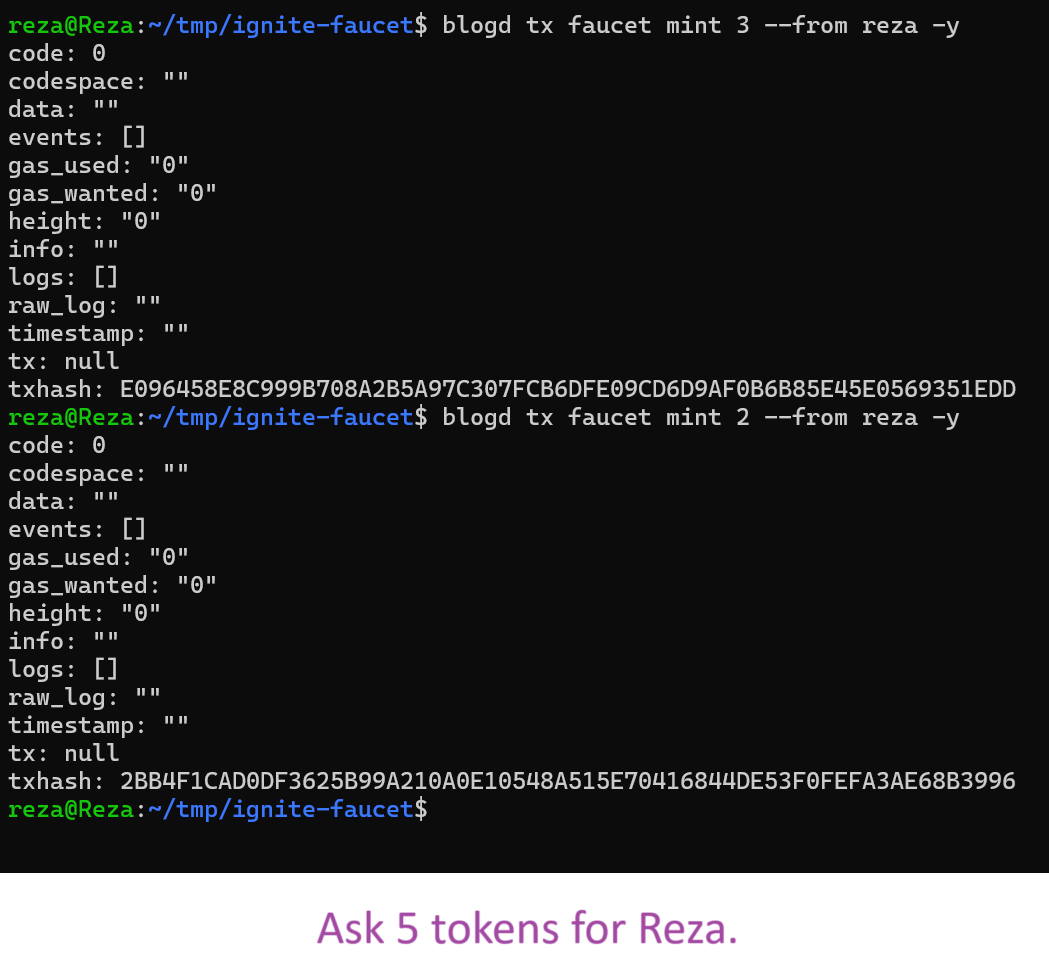 reza@Reza:~/tmp/ignite-faucet$ blogd tx faucet mint 3 --from reza -y
code: 0
codespace: ""
data: ""
events: []
gas_used: "0"
gas_wanted: "0"
height: "0"
info: ""
logs: []
raw_log: ""
timestamp: ""
tx: null
txhash: E096458E8C999B708A2B5A97C307FCB6DFE09CD6D9AF0B6B85E45E0569351EDD
reza@Reza:~/tmp/ignite-faucet$ blogd tx faucet mint 2 --from reza -y
code: 0
codespace: ""
data: ""
events: []
gas_used: "0"
gas_wanted: "0"
height: "0"
info: ""
logs: []
raw_log: ""
timestamp: ""
tx: null
txhash: 2BB4F1CAD0DF3625B99A210A0E10548A515E70416844DE53F0FEFA3AE68B3996
reza@Reza:~/tmp/ignite-faucet$
Ask 5 tokens for Reza.